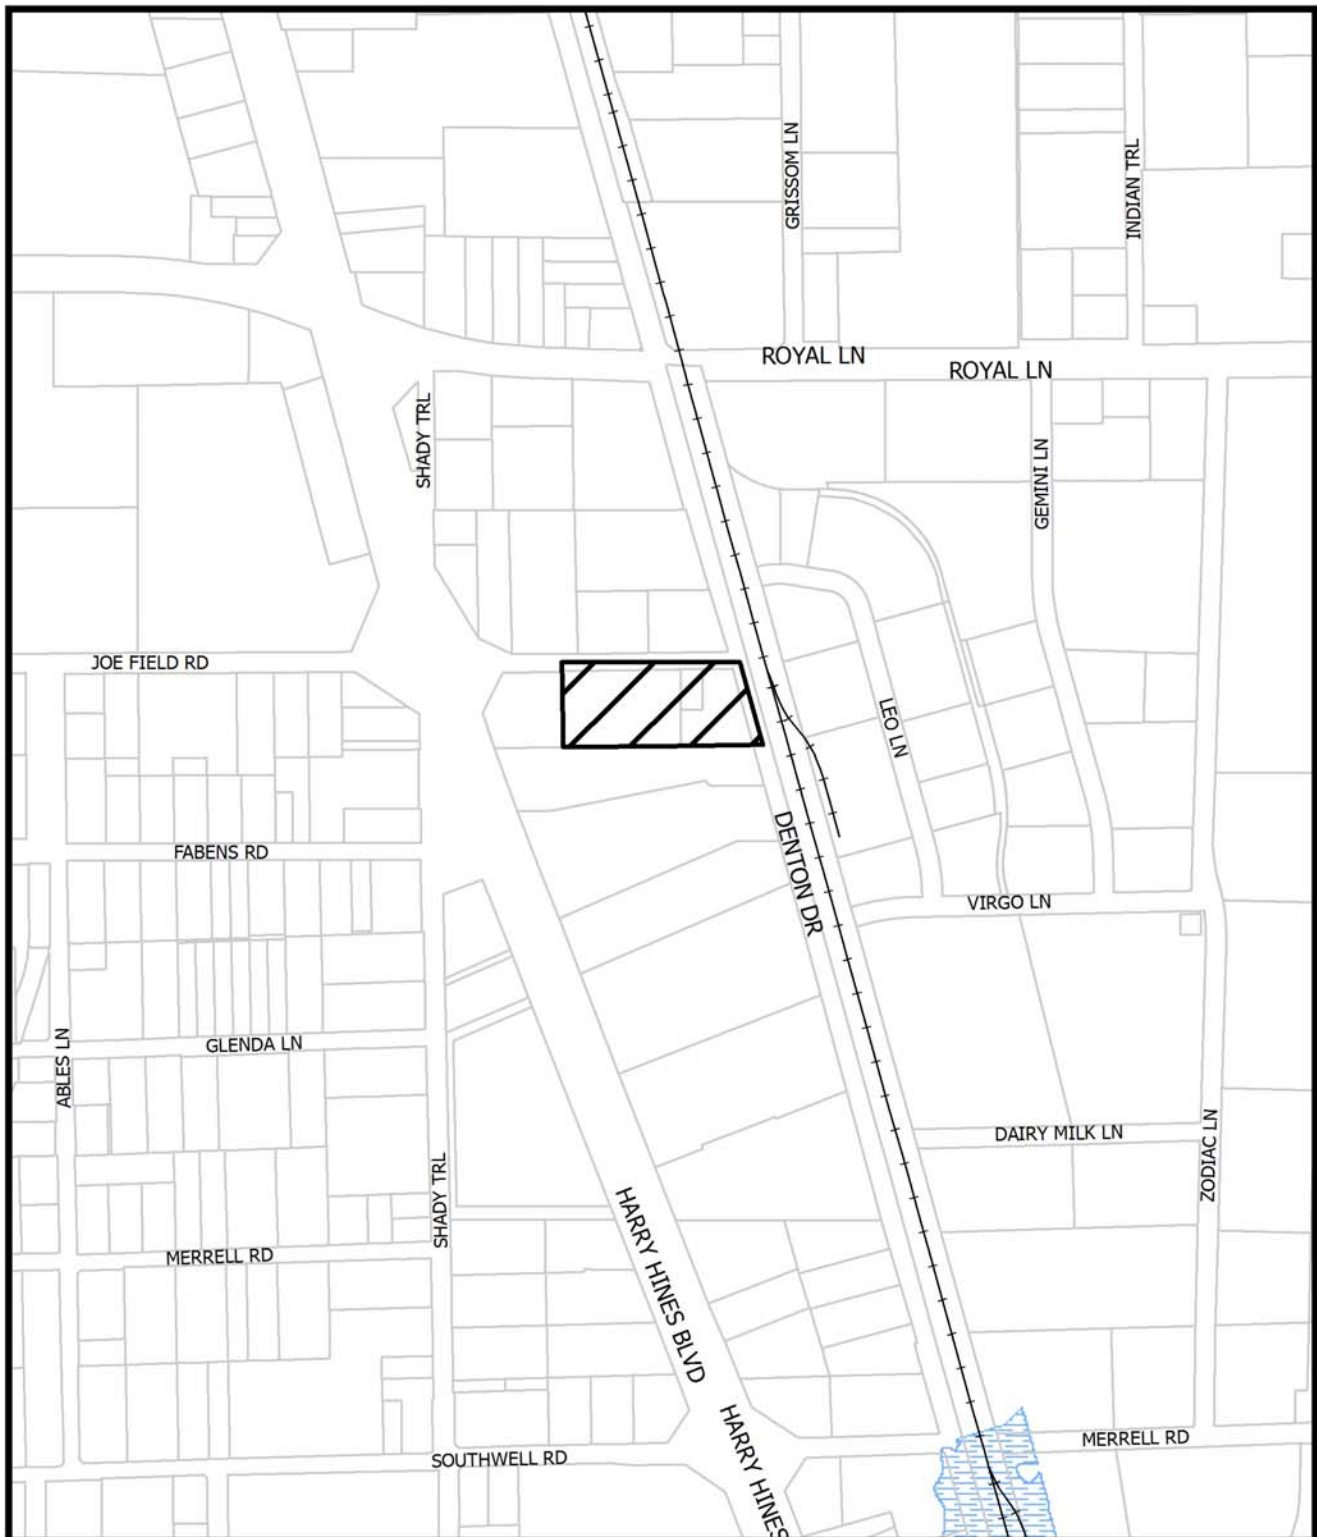 GRISSOM LN
INDIAN TRL
ROYAL LN
ROYAL LN
SHADY TRL
GEMINI LN
JOE FIELD RD
LEO LN
FABENS RD
DENTON DR
VIRGO LN
GLENDA LN
ABLES LN
DAIRY MILK LN
ZODIAC LN
SHADY TRL
MERRELL RD
HARRY HINES BLVD
HARRY HINES
MERRELL RD
SOUTHWELL RD